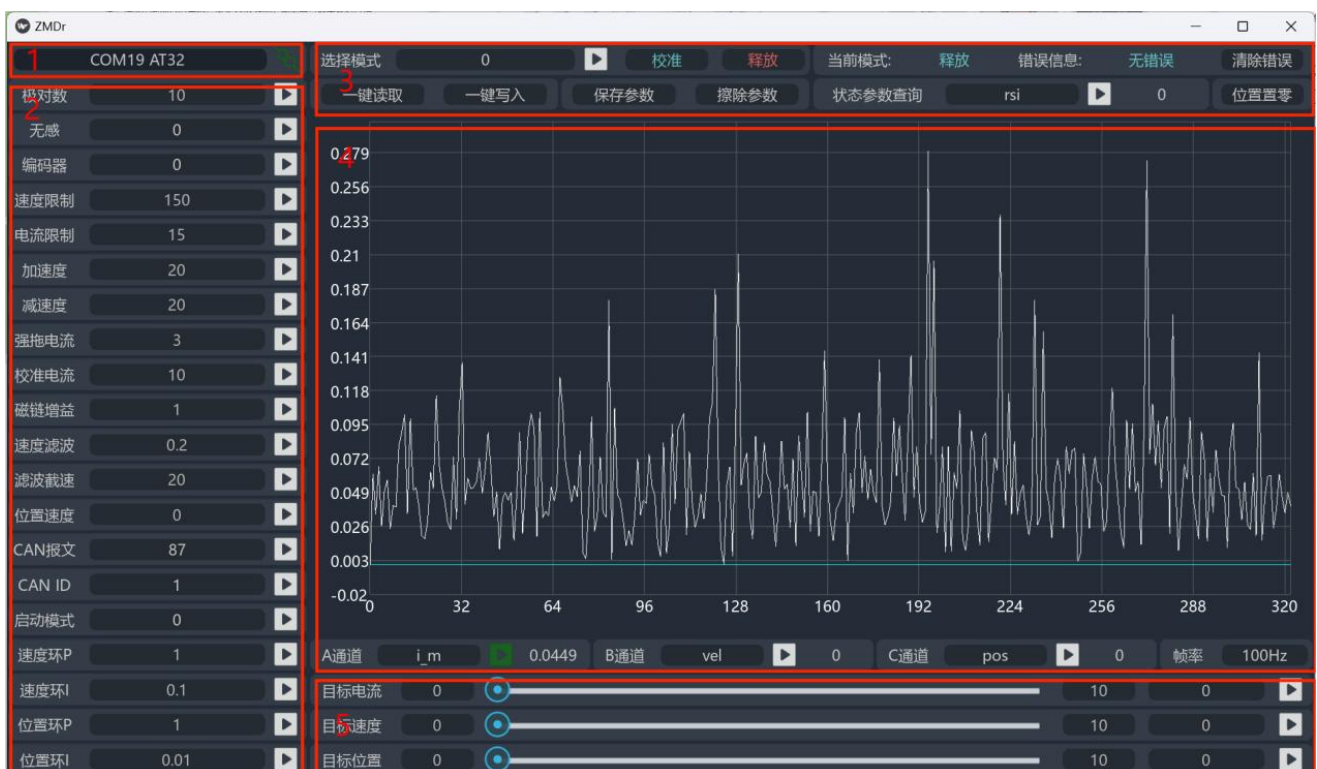 ZMDr
1
COM19 AT32
2
极对数 10
无感 0
编码器 0
速度限制 150
电流限制 15
加速度 20
减速度 20
强拖电流 3
校准电流 10
磁链增益 1
速度滤波 0.2
滤波截速 20
位置速度 0
CAN报文 87
CAN ID 1
启动模式 0
速度环P 1
速度环I 0.1
位置环P 1
位置环I 0.01
3
选择模式 0 校准 释放 当前模式: 释放 错误信息: 无错误 清除错误
一键读取 一键写入 保存参数 擦除参数 状态参数查询 rsi 0 位置置零
4
0.279
0.256
0.233
0.21
0.187
0.164
0.141
0.118
0.095
0.072
0.049
0.026
0.003
-0.02
0 32 64 96 128 160 192 224 256 288 320
A通道 i_m 0.0449 B通道 vel 0 C通道 pos 0 帧率 100Hz
5
目标电流 0 10 0
目标速度 0 10 0
目标位置 0 10 0